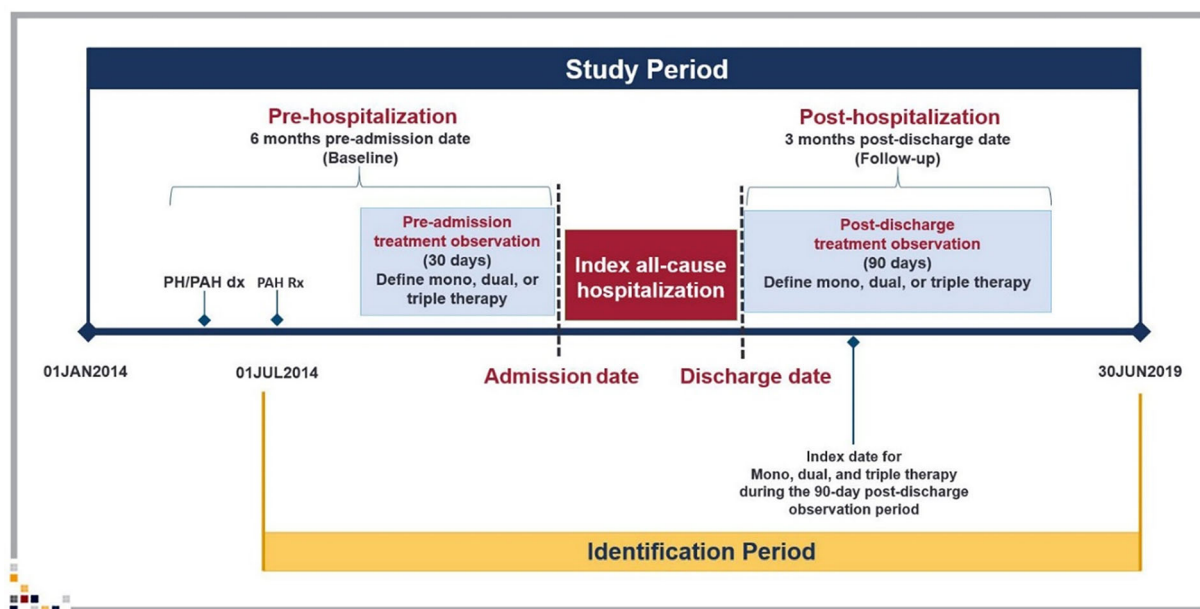 Study Period
Pre-hospitalization
6 months pre-admission date
(Baseline)
Post-hospitalization
3 months post-discharge date
(Follow-up)
PH/PAH dx
PAH Rx
Pre-admission
treatment observation
(30 days)
Define mono, dual, or
triple therapy
Index all-cause
hospitalization
Post-discharge
treatment observation
(90 days)
Define mono, dual, or triple therapy
01JAN2014
01JUL2014
Admission date
Discharge date
30JUN2019
Index date for
Mono, dual, and triple therapy
during the 90-day post-discharge
observation period
Identification Period